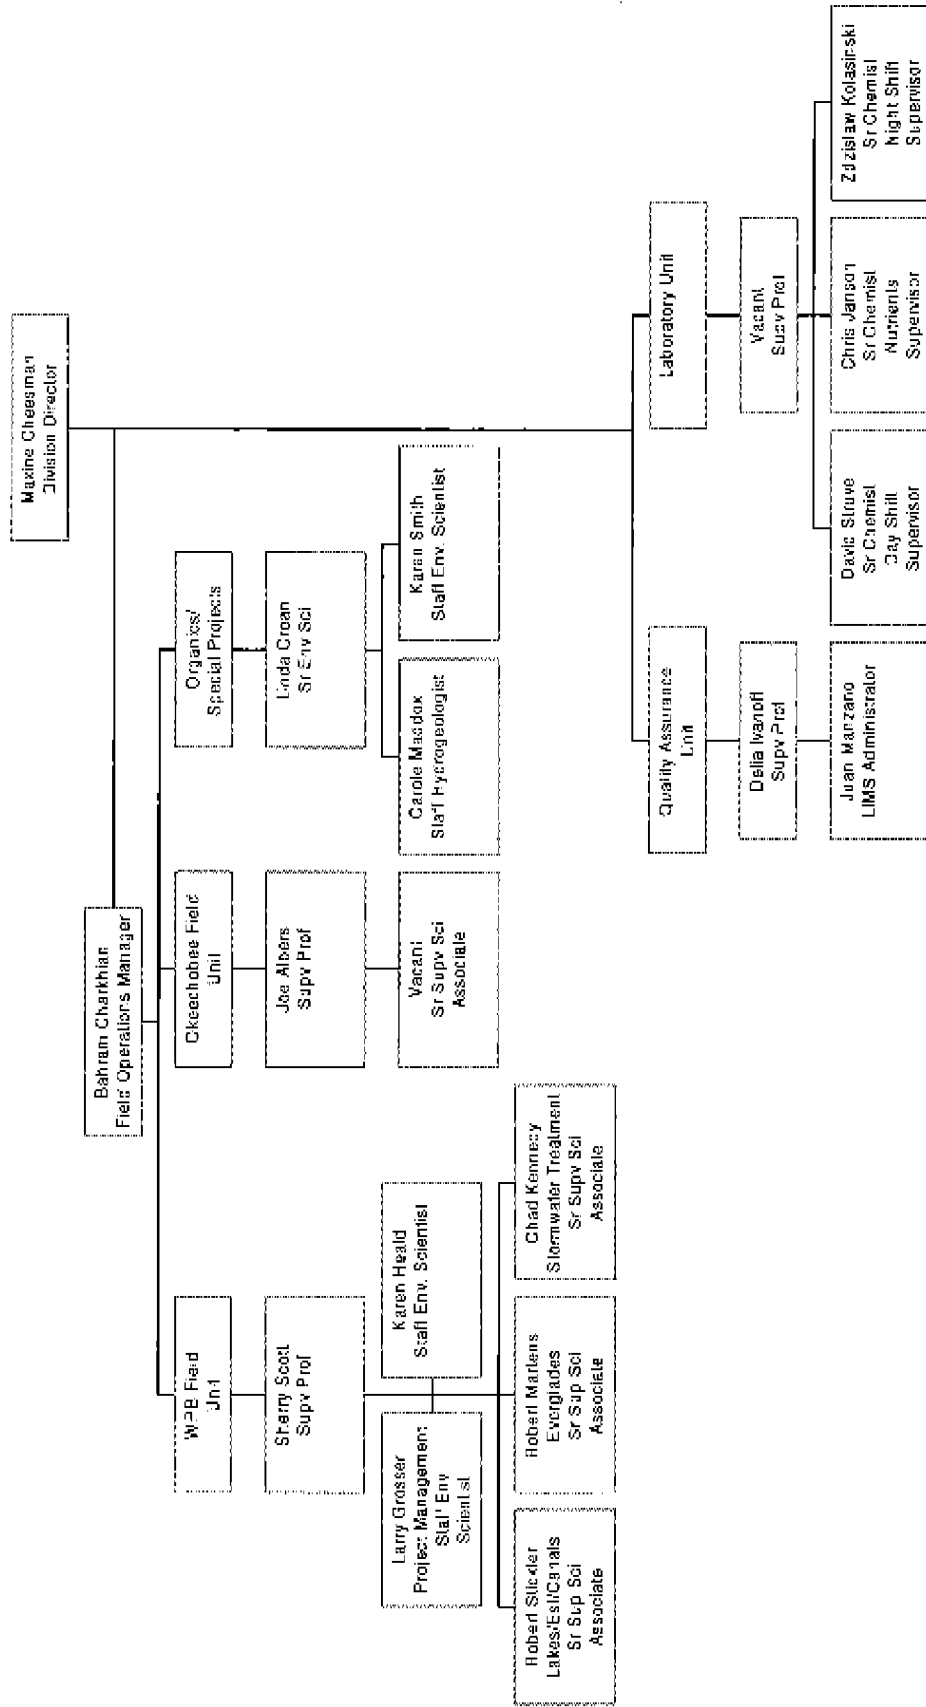 Maxine Cheesman
Division Director
Bahram Charkhian
Field Operations Manager
WPB Field
Unit
Okeechobee Field
Unit
Organics/
Special Projects
Sherry Scott
Supv Prof
Joe Albers
Supv Prof
Linda Croan
Sr Env Sci
Larry Grosser
Project Management
Staff Env
Scientist
Karen Heald
Staff Env. Scientist
Vacant
Sr Supv Sci
Associate
Carole Maddox
Staff Hydrogeologist
Karen Smith
Staff Env. Scientist
Robert Stickler
Lakes/Est/Canals
Sr Sup Sci
Associate
Robert Martens
Everglades
Sr Sup Sci
Associate
Chad Kennedy
Stormwater Treatment
Sr Supv Sci
Associate
Quality Assurance
Unit
Laboratory Unit
Delia Ivanoff
Supv Prof
Vacant
Supv Prof
Juan Manzano
LIMS Administrator
David Struve
Sr Chemist
Day Shift
Supervisor
Chris Janson
Sr Chemist
Nutrients
Supervisor
Zdzislaw Kolasinski
Sr Chemist
Night Shift
Supervisor